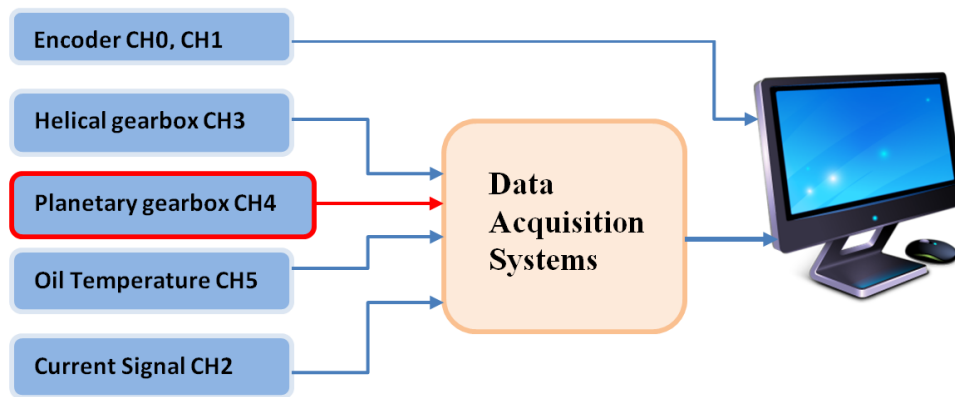 Encoder CH0, CH1
Helical gearbox CH3
Planetary gearbox CH4
Oil Temperature CH5
Current Signal CH2
Data
Acquisition
Systems